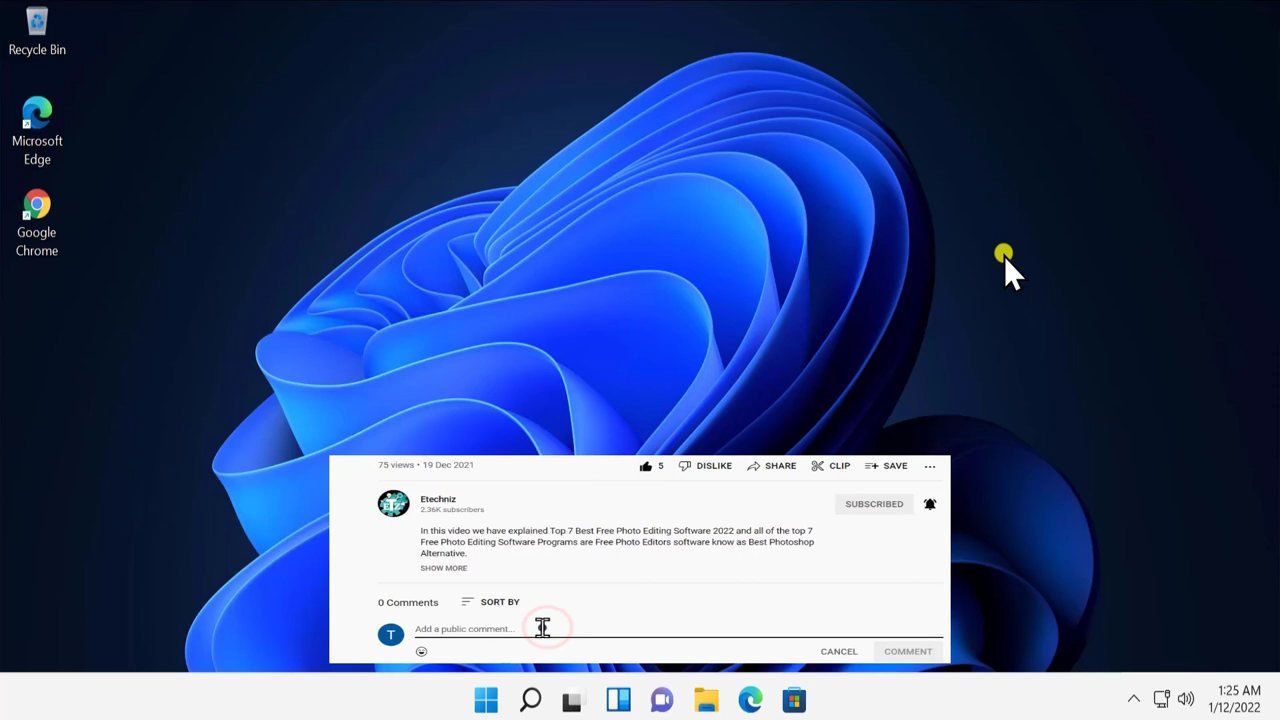 Recycle Bin
Microsoft
Edge
Google
Chrome
75 views • 19 Dec 2021
5
DISLIKE
SHARE
CLIP
SAVE
Etechniz
2.36K subscribers
SUBSCRIBED
In this video we have explained Top 7 Best Free Photo Editing Software 2022 and all of the top 7
Free Photo Editing Software Programs are Free Photo Editors software know as Best Photoshop
Alternative.
SHOW MORE
0 Comments
SORT BY
T
Add a public comment...
CANCEL
COMMENT
1:25 AM
1/12/2022